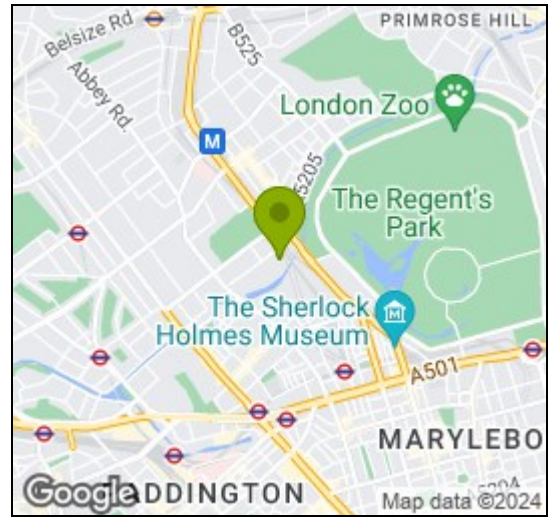 PRIMROSE HILL
Belsize Rd
B525
Abbey Rd.
London Zoo
M
B5205
The Regent's
Park
The Sherlock
Holmes Museum
M
A501
MARYLEBO
Google
ADDINGTON
Map data ©2024